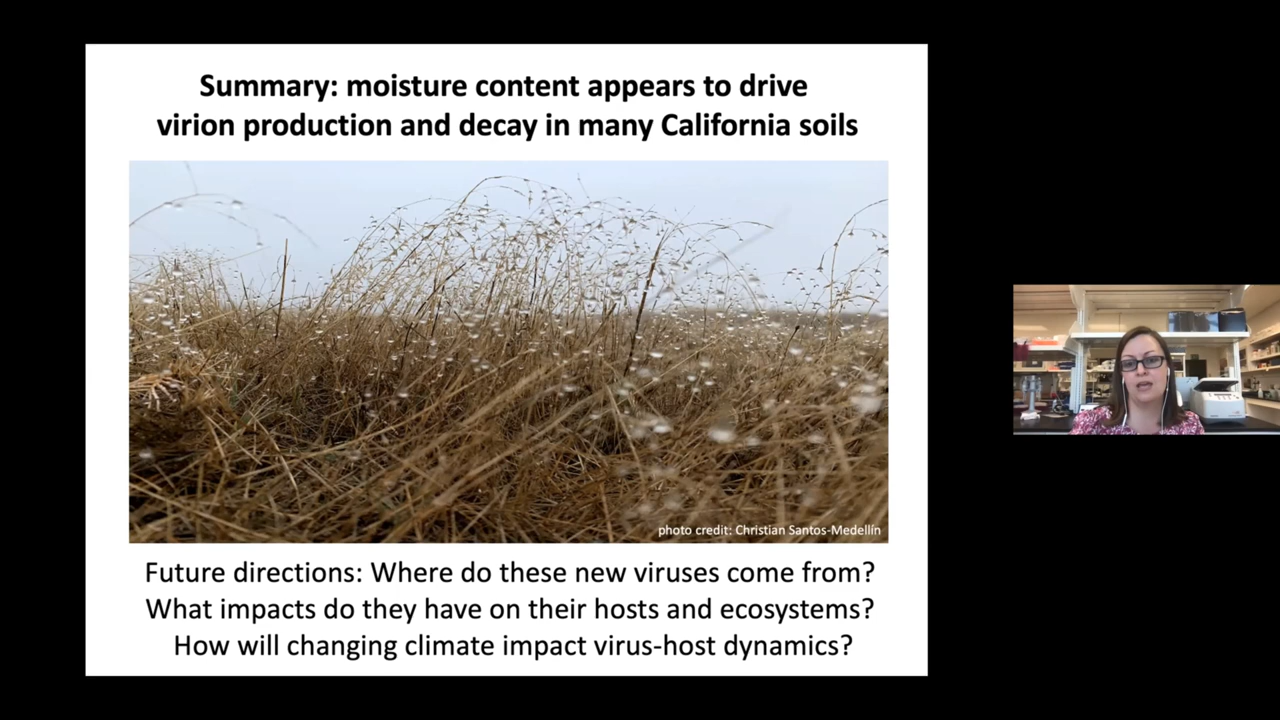 Summary: moisture content appears to drive
virion production and decay in many California soils
photo credit: Christian Santos-Medellín
Future directions: Where do these new viruses come from?
What impacts do they have on their hosts and ecosystems?
How will changing climate impact virus-host dynamics?